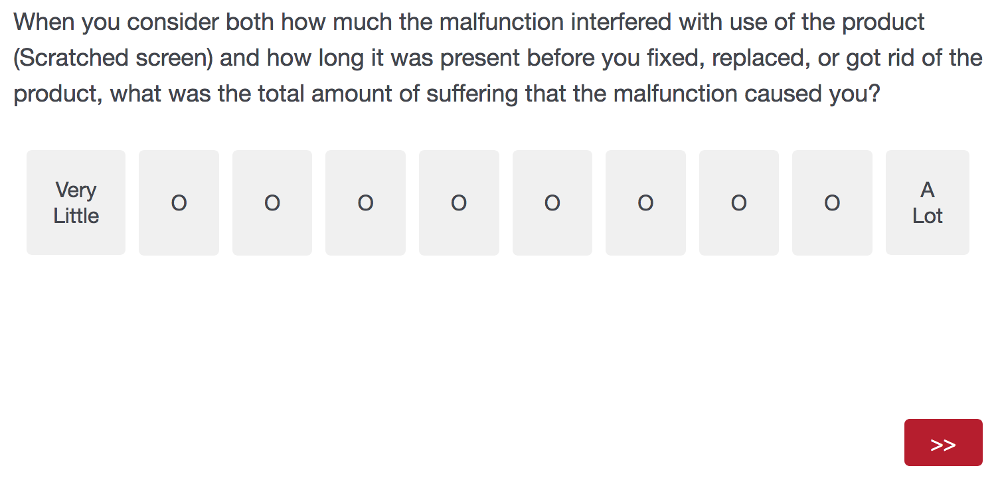 When you consider both how much the malfunction interfered with use of the product
(Scratched screen) and how long it was present before you fixed, replaced, or got rid of the
product, what was the total amount of suffering that the malfunction caused you?
Very
Little
O O O O O O O O
A
Lot
>>